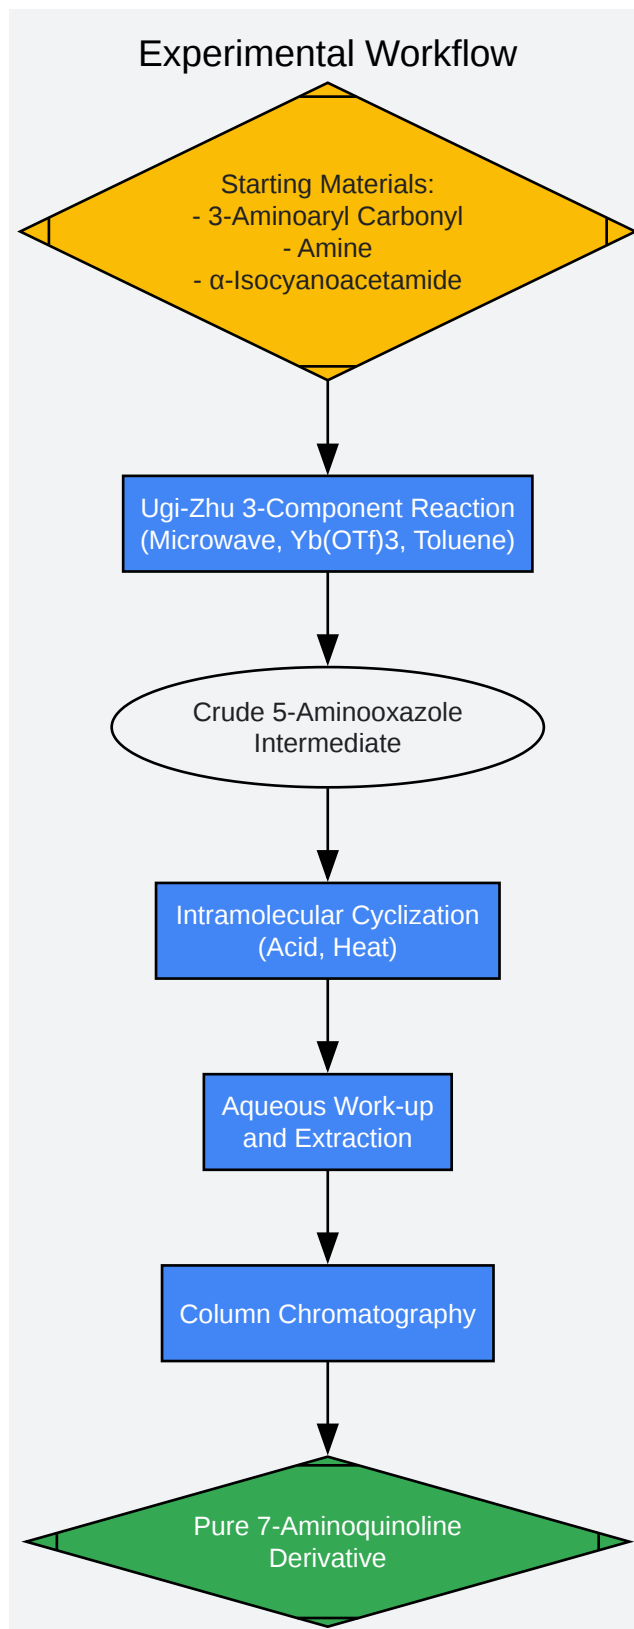 Experimental Workflow
Starting Materials:
- 3-Aminoaryl Carbonyl
- Amine
- α-Isocyanoacetamide
Ugi-Zhu 3-Component Reaction
(Microwave, Yb(OTf)3, Toluene)
Crude 5-Aminooxazole
Intermediate
Intramolecular Cyclization
(Acid, Heat)
Aqueous Work-up
and Extraction
Column Chromatography
Pure 7-Aminoquinoline
Derivative